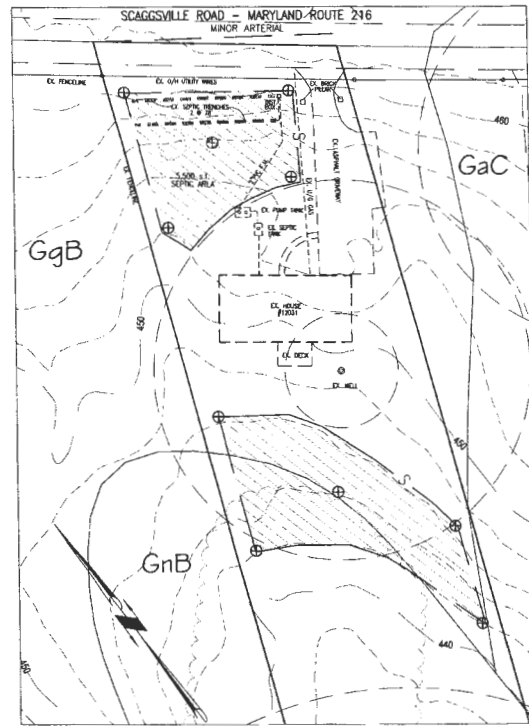 SCAGGSVILLE ROAD - MARYLAND ROUTE 216
MINOR ARTERIAL
EX. FENCELINE
EX. O/H UTILITY WIRES
EX. BRICK
EX. SEPTIC TRENCHES
460
GaC
5,500 s.f.
SEPTIC AREA
S
EX. FENCELINE
EX. U/G GAS
EX. ASPHALT DRIVEWAY
EX. PUMP TANK
EX. SEPTIC
TANK
GgB
450
EX. HOUSE
#12031
EX. DECK
EX. WELL
450
S
GnB
440
450